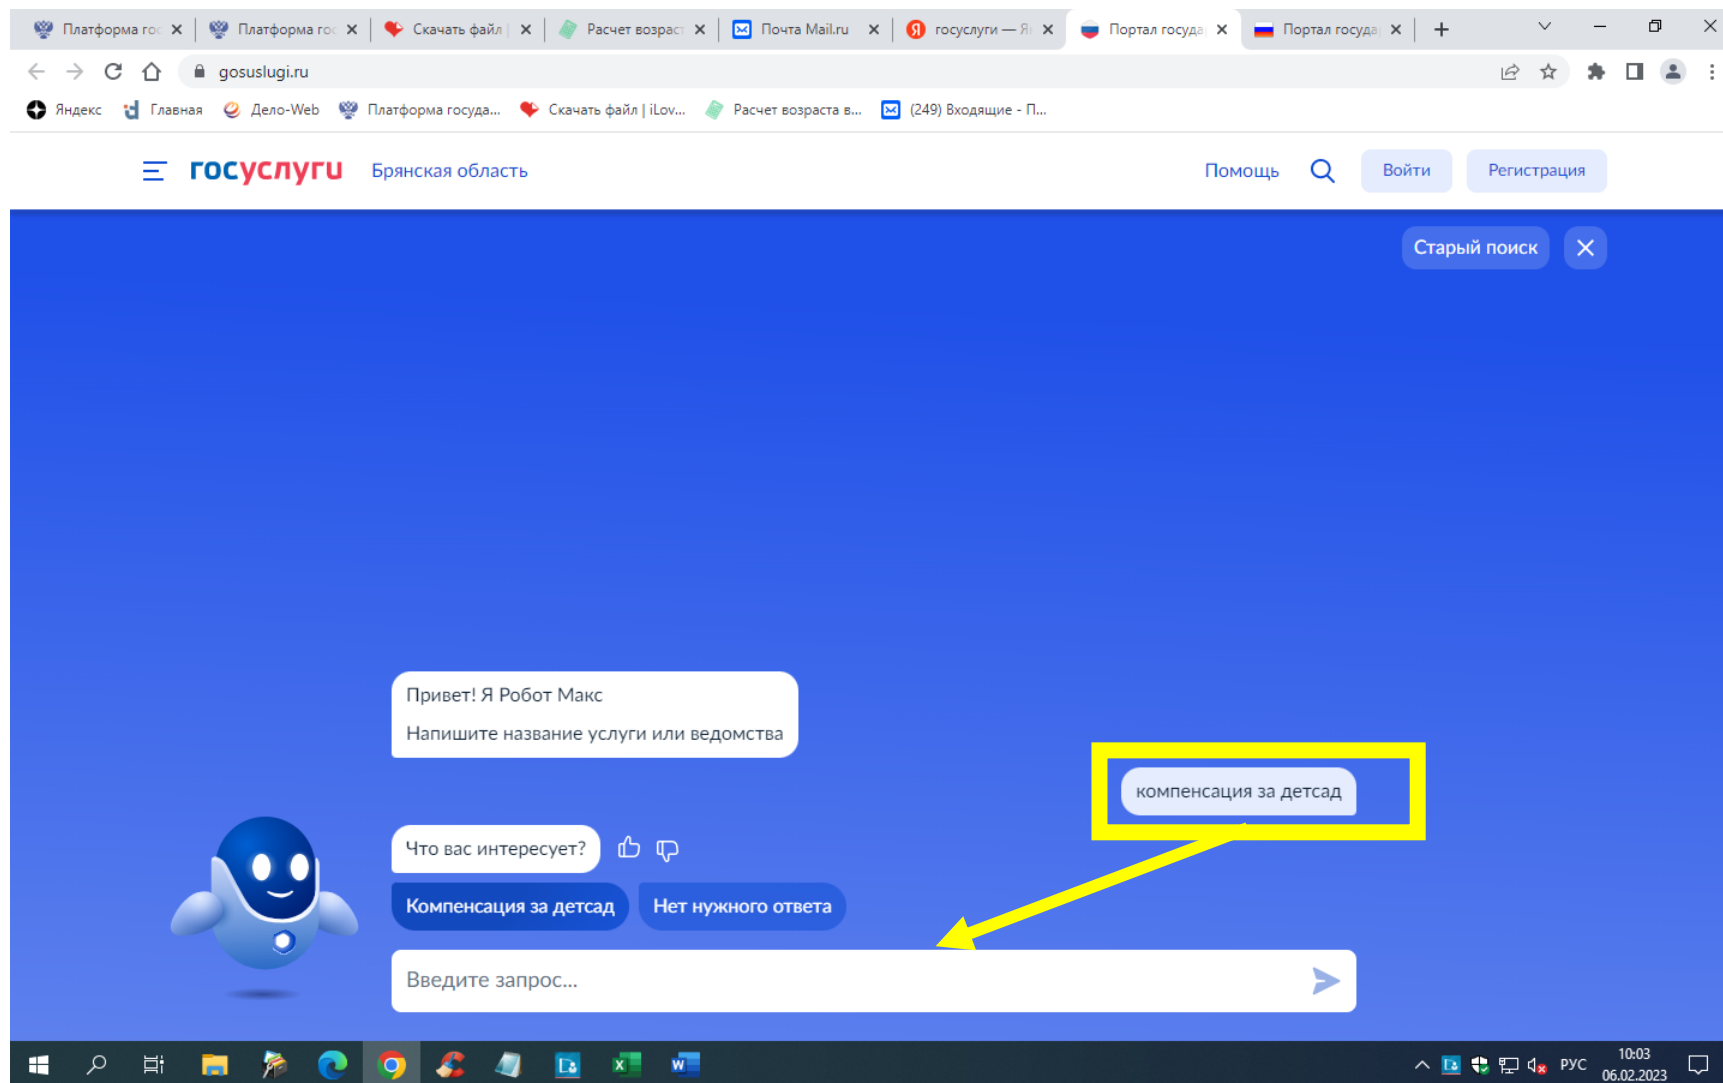 Платформа гос
Платформа гос
Скачать файл
Расчет возраст
Почта Mail.ru
госуслуги — Я
Портал госуда
Портал госуда
gosuslugi.ru
Яндекс
Главная
Дело-Web
Платформа госуда...
Скачать файл | iLov...
Расчет возраста в...
(249) Входящие - П...
госуслуги
Брянская область
Помощь
Войти
Регистрация
Старый поиск
Привет! Я Робот Макс
Напишите название услуги или ведомства
компенсация за детсад
Что вас интересует?
Компенсация за детсад
Нет нужного ответа
Введите запрос...
РУС
10:03
06.02.2023